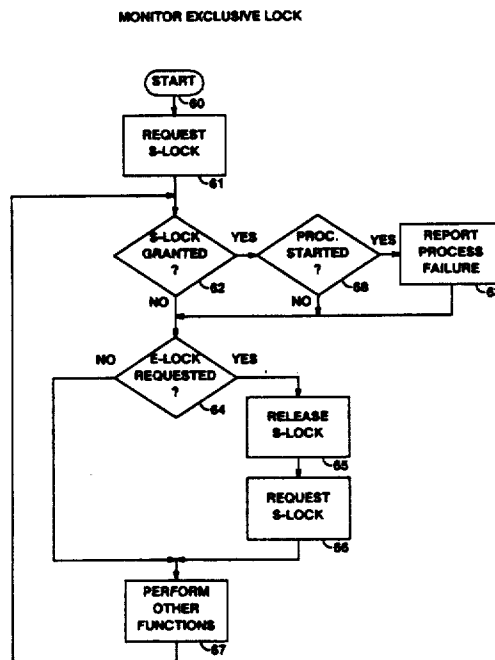 MONITOR EXCLUSIVE LOCK
START
60
REQUEST
S-LOCK
61
S-LOCK
GRANTED
?
62
YES
NO
PROC.
STARTED
?
68
YES
NO
REPORT
PROCESS
FAILURE
E-LOCK
REQUESTED
?
64
NO
YES
RELEASE
S-LOCK
65
REQUEST
S-LOCK
66
PERFORM
OTHER
FUNCTIONS
67